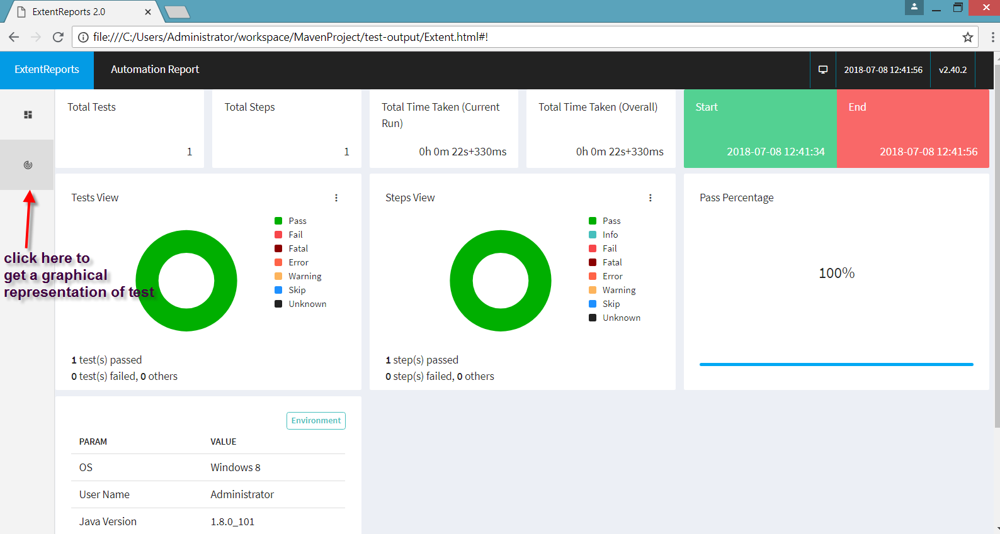 ExtentReports 2.0
file:///C:/Users/Administrator/workspace/MavenProject/test-output/Extent.html#!
ExtentReports
Automation Report
2018-07-08 12:41:56
v2.40.2
Total Tests
1
Total Steps
1
Total Time Taken (Current
Run)
0h 0m 22s+330ms
Total Time Taken (Overall)
0h 0m 22s+330ms
Start
2018-07-08 12:41:34
End
2018-07-08 12:41:56
click here to
get a graphical
representation of test
Tests View
Pass
Fail
Fatal
Error
Warning
Skip
Unknown
1 test(s) passed
0 test(s) failed, 0 others
Steps View
Pass
Info
Fail
Fatal
Error
Warning
Skip
Unknown
1 step(s) passed
0 step(s) failed, 0 others
Pass Percentage
100%
Environment
PARAM VALUE
OS Windows 8
User Name Administrator
Java Version 1.8.0_101